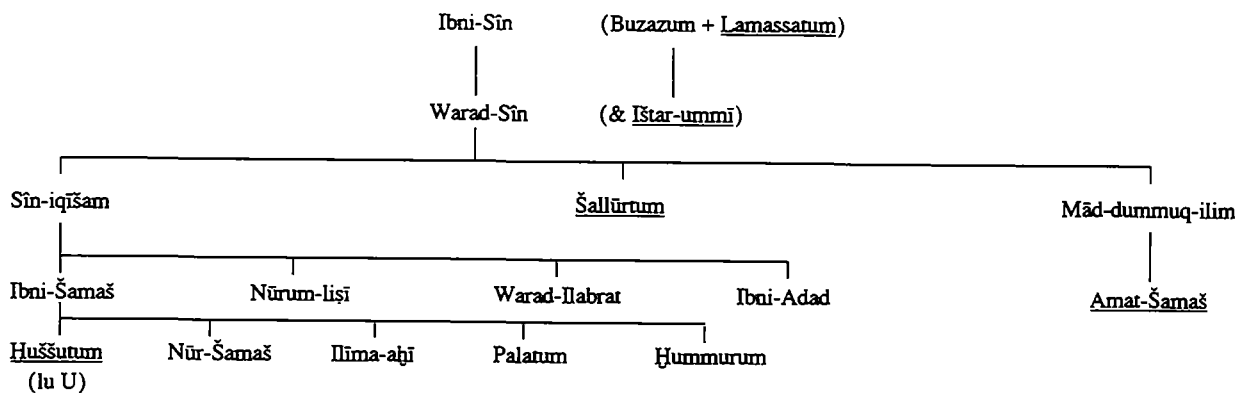 Ibni-Sîn (Buzazum + Lamassatum)
Warad-Sîn (& Ištar-ummī)
Sîn-iqīšam Šallūrtum Mād-dummuq-ilim
Ibni-Šamaš Nūrum-liṣī Warad-Ilabrat Ibni-Adad Amat-Šamaš
Ḫuššutum Nūr-Šamaš Ilīma-aḫī Palatum Ḫummurum
(lu U)